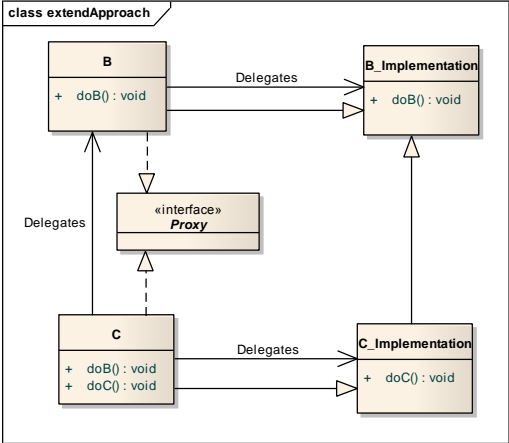 class extendApproach
B
+ doB() : void
Delegates
B_Implementation
+ doB() : void
«interface»
Proxy
Delegates
C
+ doB() : void
+ doC() : void
Delegates
C_Implementation
+ doC() : void